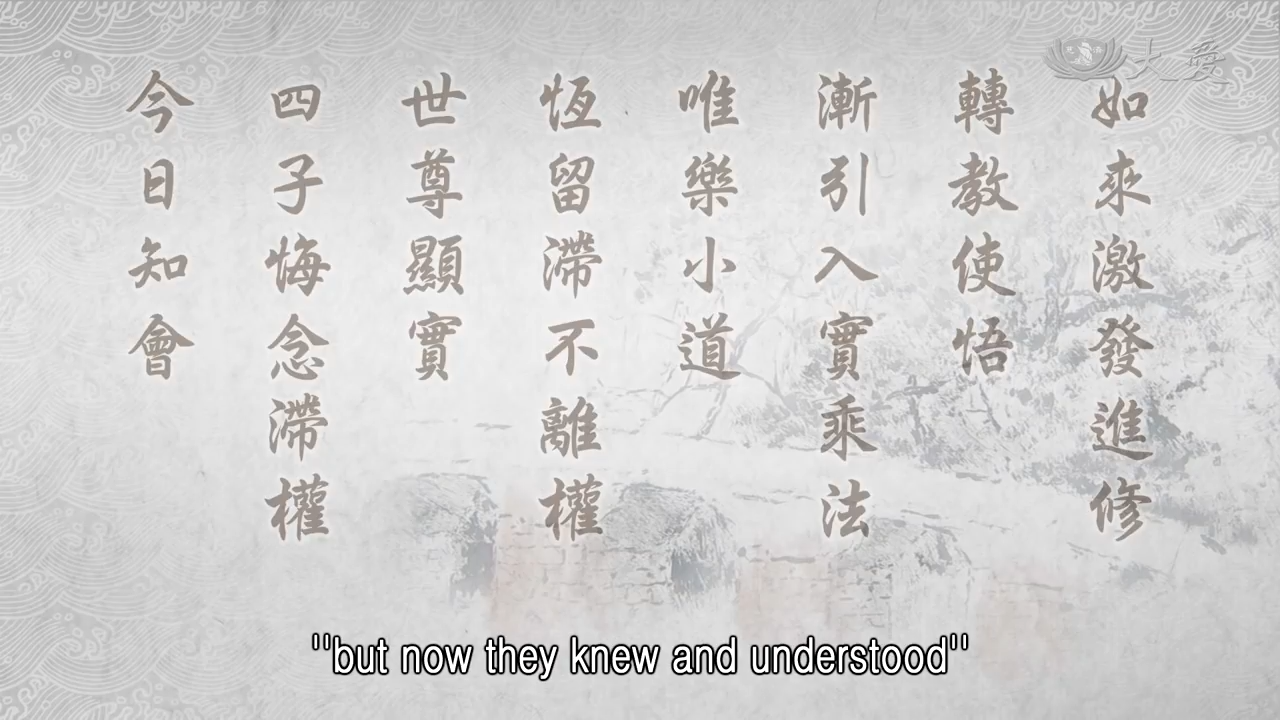 大愛
如來激發進修
轉教使悟
漸引入實乘法
唯樂小道
恆留滯不離權
世尊顯實
四子悔念滯權
今日知會
"but now they knew and understood"